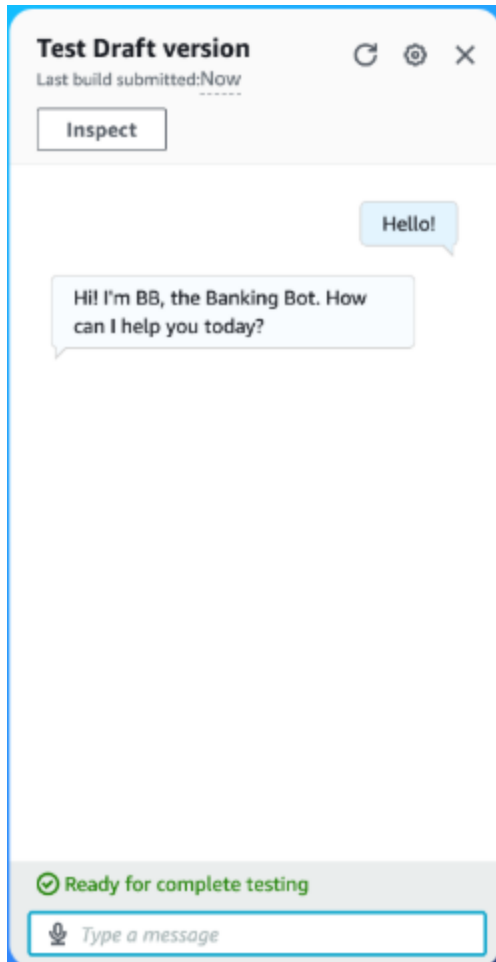 Test Draft version
Last build submitted:Now
Inspect
Hello!
Hi! I'm BB, the Banking Bot. How
can I help you today?
Ready for complete testing
Type a message